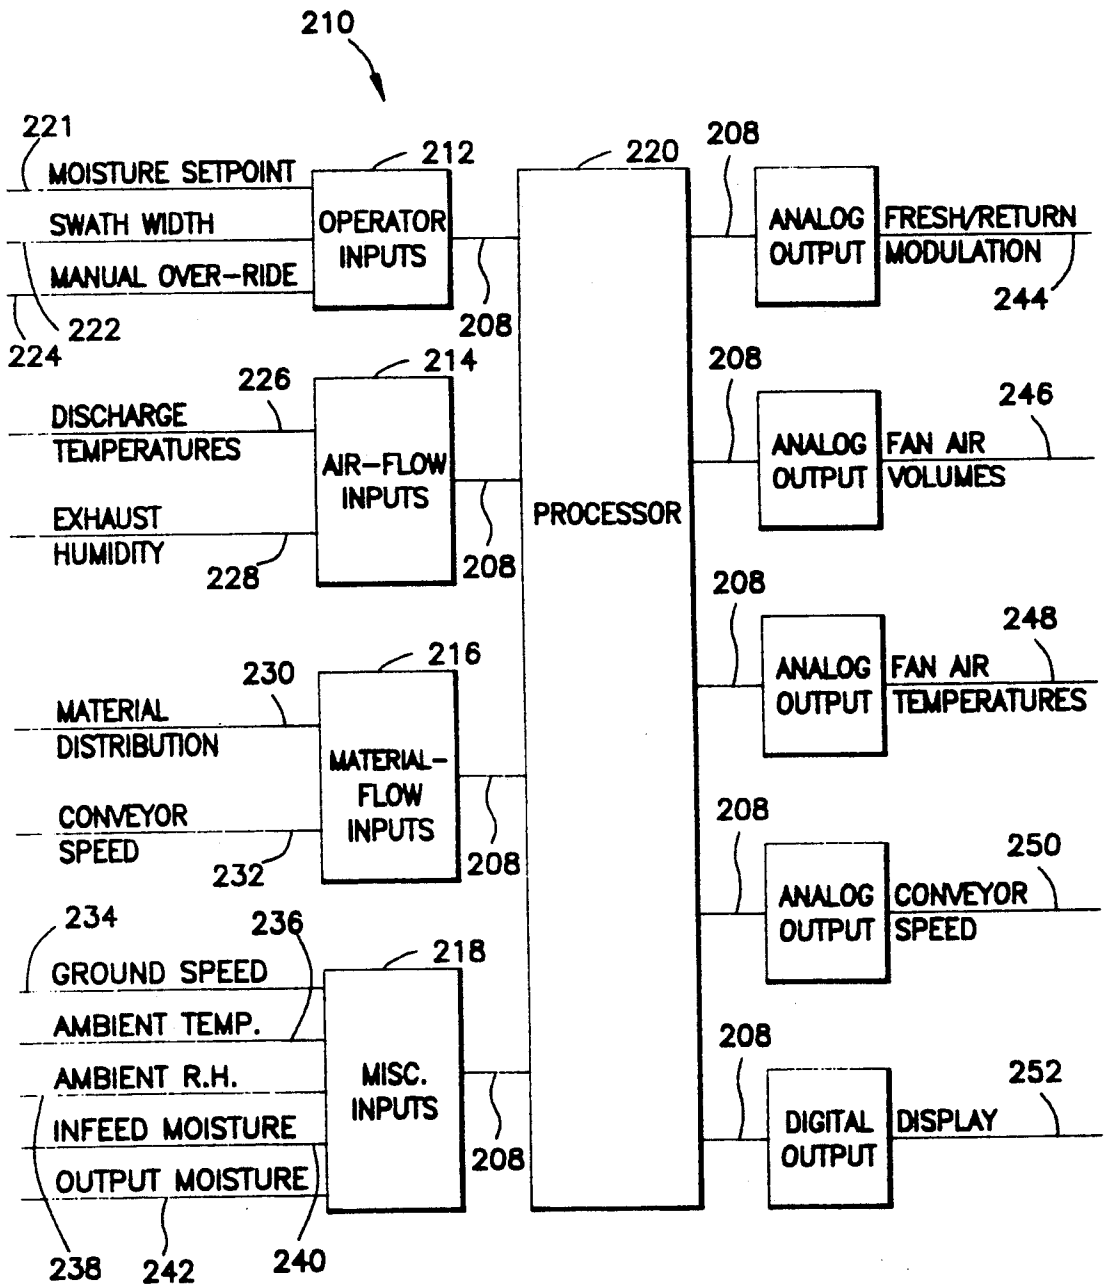 210
221
MOISTURE SETPOINT
SWATH WIDTH
MANUAL OVER-RIDE
222
224
212
OPERATOR
INPUTS
208
226
DISCHARGE
TEMPERATURES
EXHAUST
HUMIDITY
228
214
AIR-FLOW
INPUTS
208
230
MATERIAL
DISTRIBUTION
CONVEYOR
SPEED
232
216
MATERIAL-
FLOW
INPUTS
208
234
236
GROUND SPEED
AMBIENT TEMP.
AMBIENT R.H.
INFEED MOISTURE
OUTPUT MOISTURE
238
242
240
218
MISC.
INPUTS
208
220
PROCESSOR
208
ANALOG
OUTPUT
FRESH/RETURN
MODULATION
244
208
ANALOG
OUTPUT
FAN AIR
VOLUMES
246
208
ANALOG
OUTPUT
FAN AIR
TEMPERATURES
248
208
ANALOG
OUTPUT
CONVEYOR
SPEED
250
208
DIGITAL
OUTPUT
DISPLAY
252